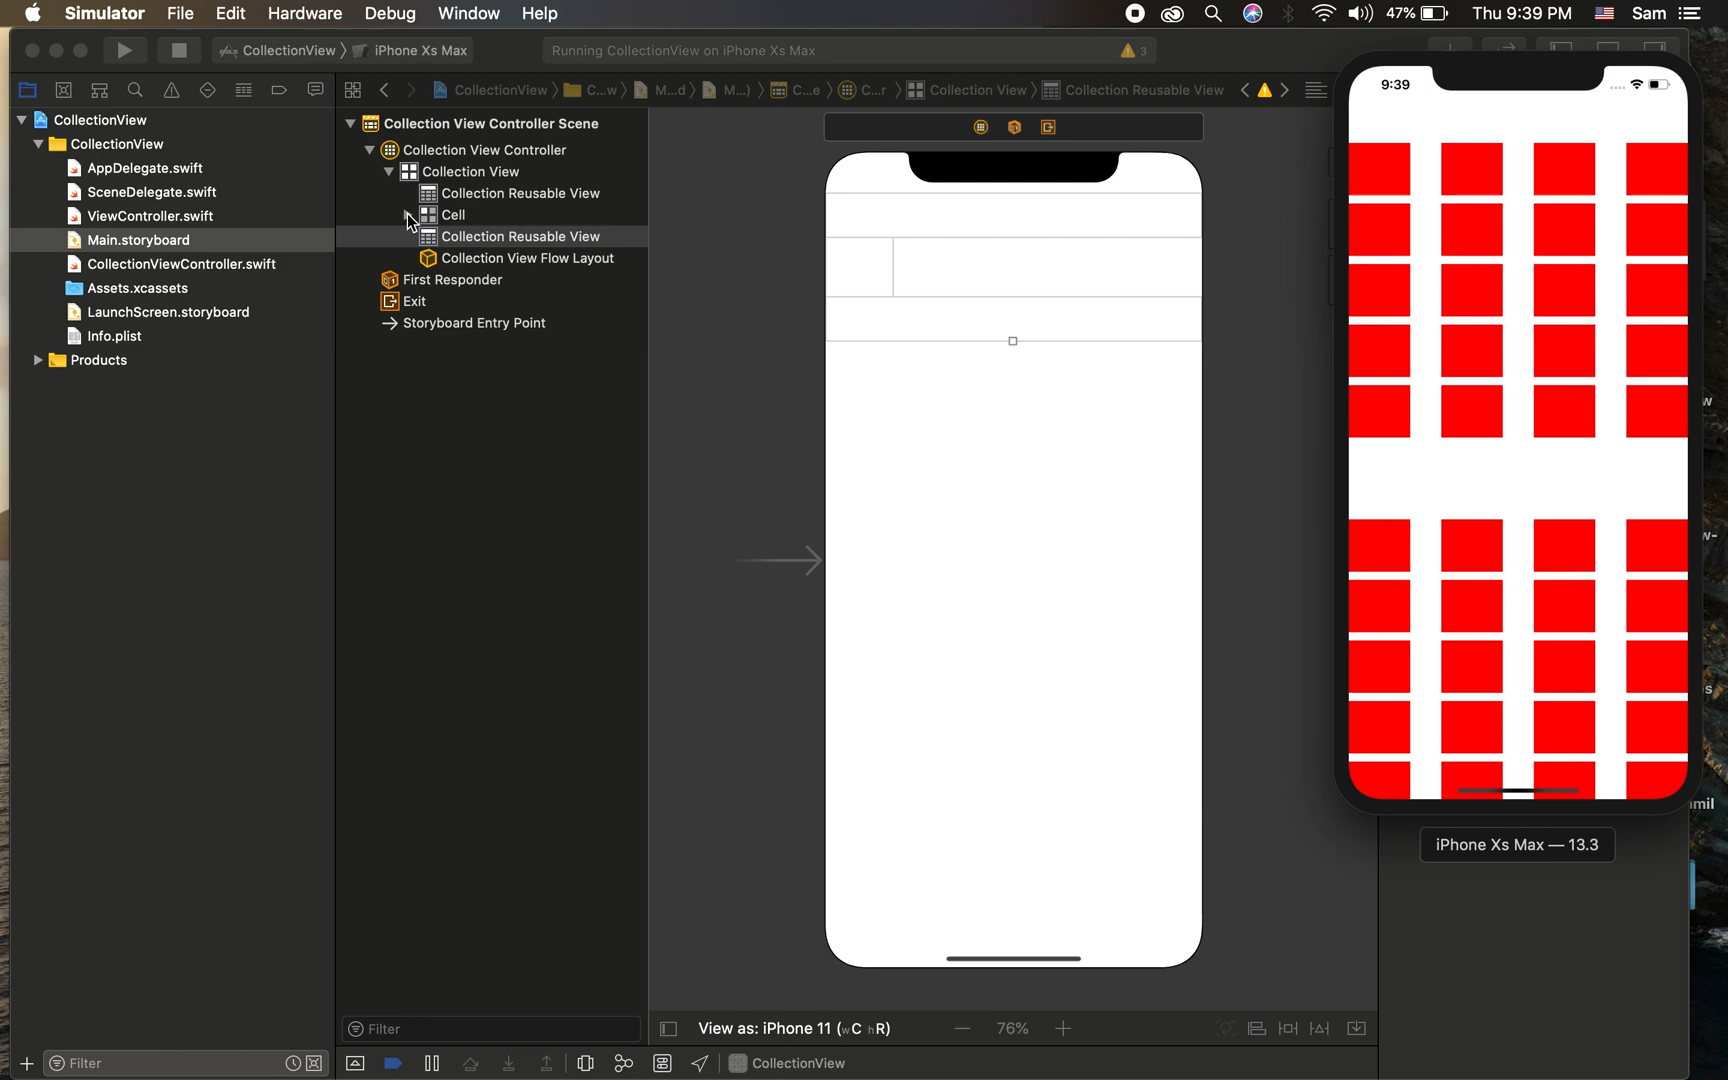 Simulator File Edit Hardware Debug Window Help 47% Thu 9:39 PM Sam
CollectionView 〉 iPhone Xs Max Running CollectionView on iPhone Xs Max 3
CollectionView 〉 C...w 〉 M...d 〉 M...) 〉 C...e 〉 C...r 〉 Collection View 〉 Collection Reusable View
CollectionView
CollectionView
AppDelegate.swift
SceneDelegate.swift
ViewController.swift
Main.storyboard
CollectionViewController.swift
Assets.xcassets
LaunchScreen.storyboard
Info.plist
Products
Collection View Controller Scene
Collection View Controller
Collection View
Collection Reusable View
Cell
Collection Reusable View
Collection View Flow Layout
First Responder
Exit
Storyboard Entry Point
9:39
iPhone Xs Max — 13.3
Filter
View as: iPhone 11 (wC hR) 76%
Filter
CollectionView